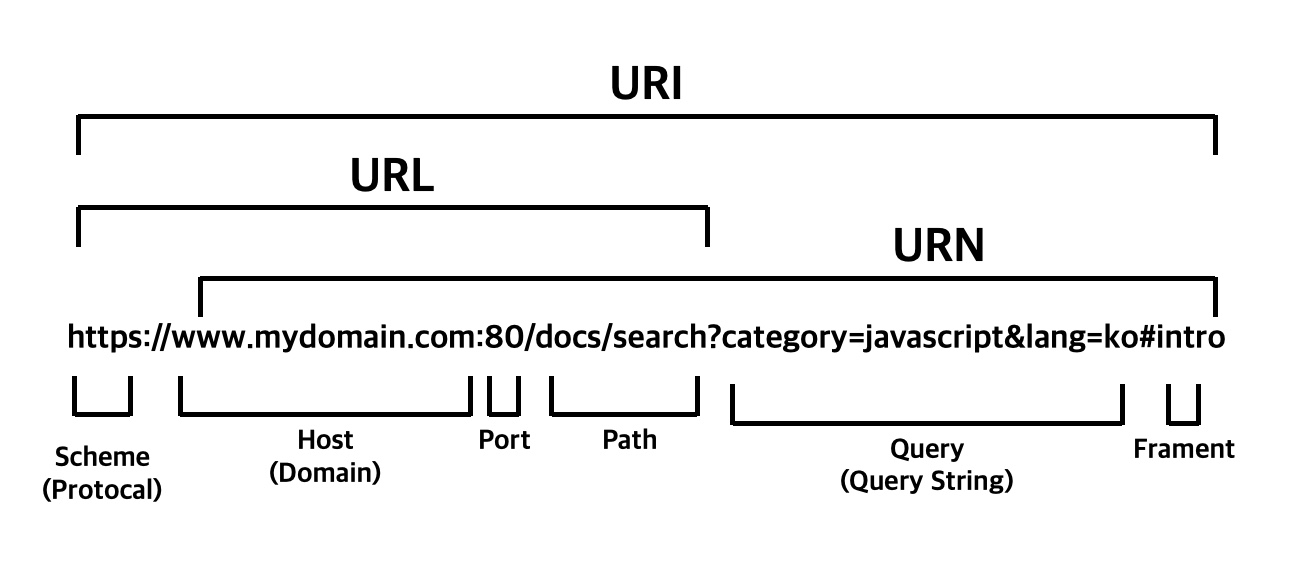 URI
URL
URN
https://www.mydomain.com:80/docs/search?category=javascript&lang=ko#intro
Scheme
(Protocal)
Host
(Domain)
Port
Path
Query
(Query String)
Frament